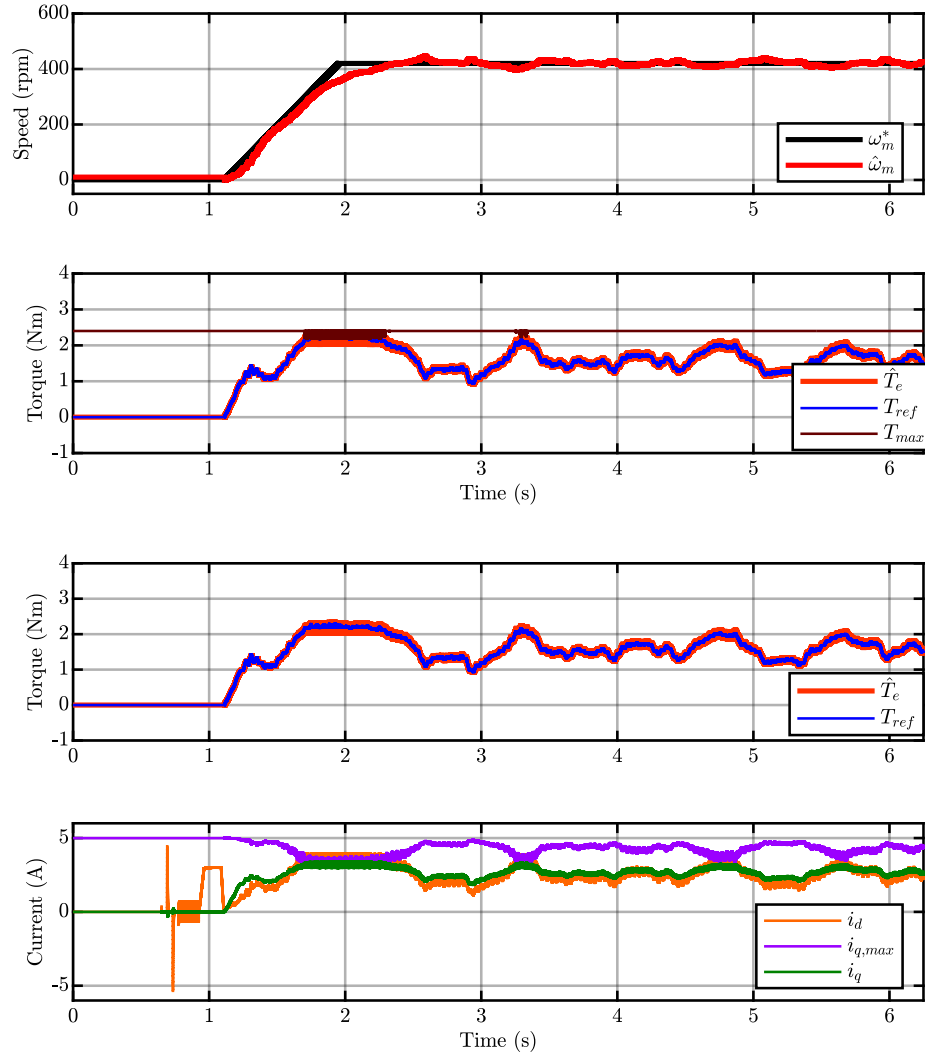 600
400
200
0
Speed (rpm)
ω*m
ω̂m
0 1 2 3 4 5 6
4
3
2
1
0
-1
Torque (Nm)
T̂e
Tref
Tmax
0 1 2 3 4 5 6
Time (s)
4
3
2
1
0
-1
Torque (Nm)
T̂e
Tref
0 1 2 3 4 5 6
5
0
-5
Current (A)
id
iq,max
iq
0 1 2 3 4 5 6
Time (s)